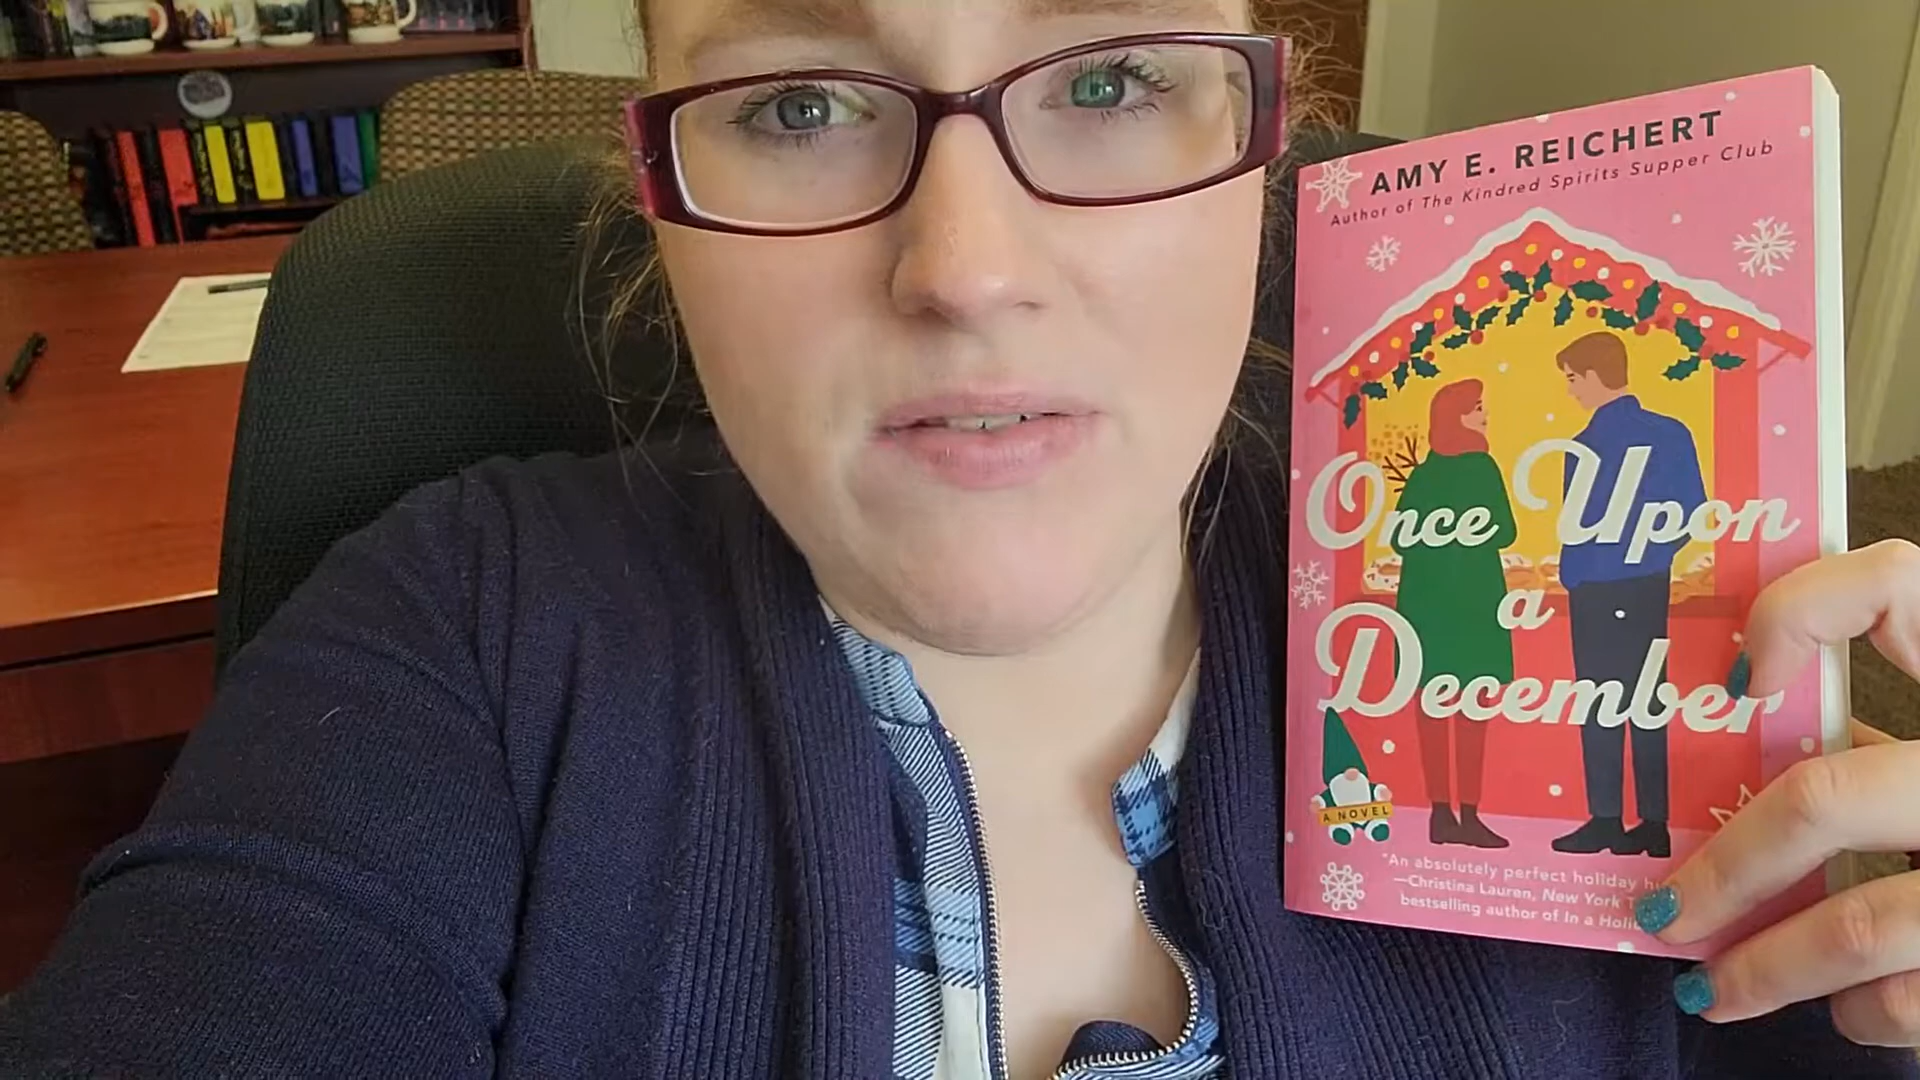 AMY E. REICHERT
Author of The Kindred Spirits Supper Club
Once Upon
a
December
A NOVEL
"An absolutely perfect holiday
—Christina Lauren, New York
bestselling author of In a